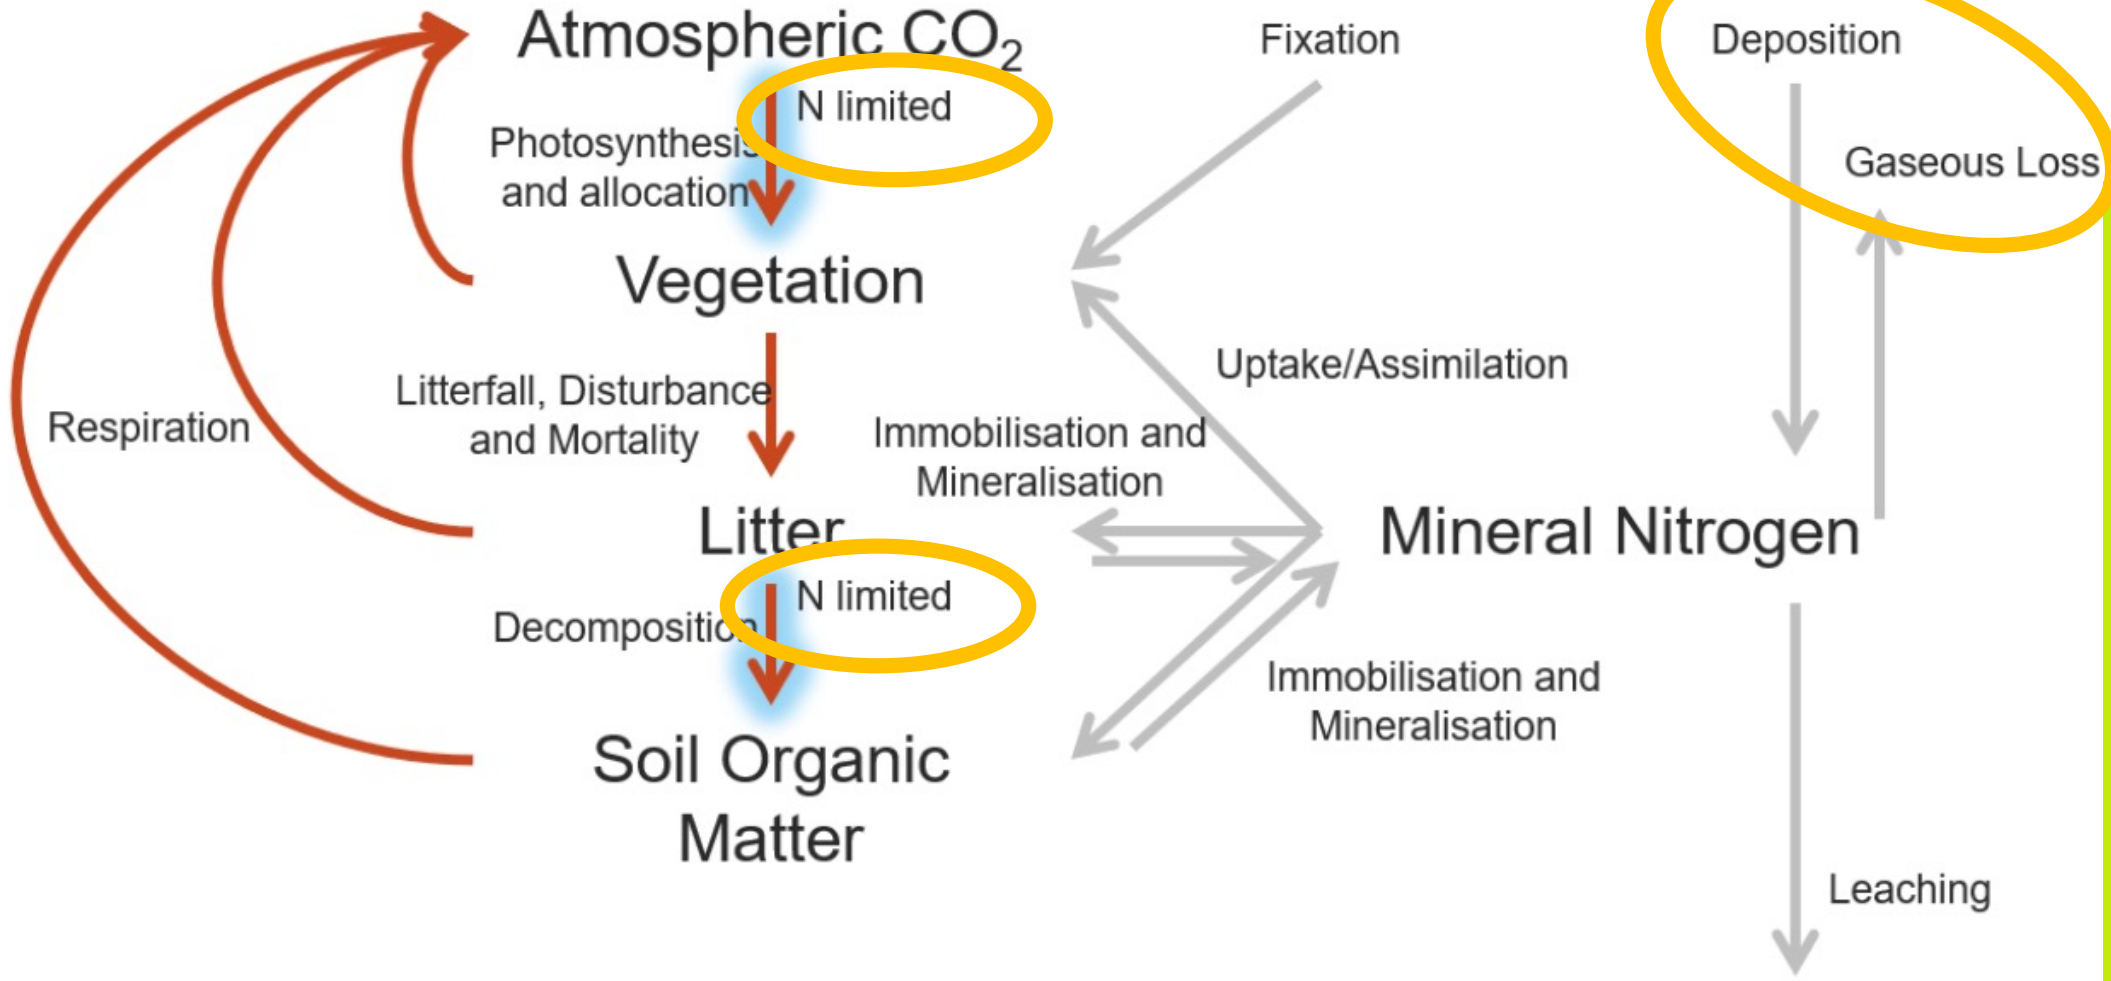 Atmospheric CO₂
Fixation
Deposition
N limited
Photosynthesis
and allocation
Gaseous Loss
Vegetation
Uptake/Assimilation
Litterfall, Disturbance
and Mortality
Respiration
Immobilisation and
Mineralisation
Litter
Mineral Nitrogen
N limited
Decomposition
Immobilisation and
Mineralisation
Soil Organic
Matter
Leaching